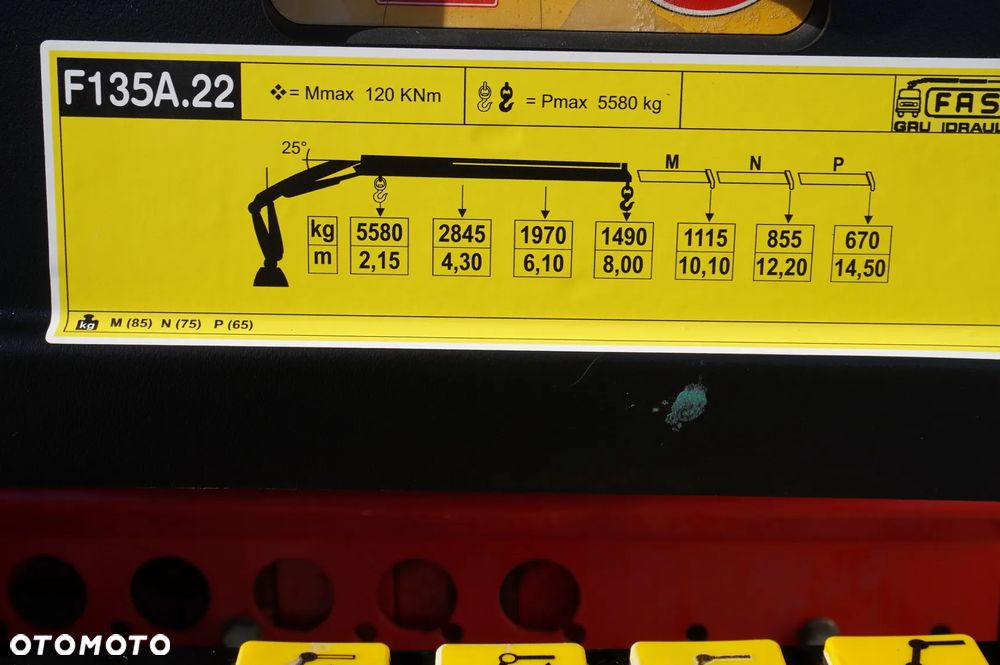 F135A.22
= Mmax 120 KNm
= Pmax 5580 kg
FAS
GRU IDRAUL
25°
M N P
kg 5580 2845 1970 1490 1115 855 670
m 2,15 4,30 6,10 8,00 10,10 12,20 14,50
kg M (85) N (75) P (65)
OTOMOTO